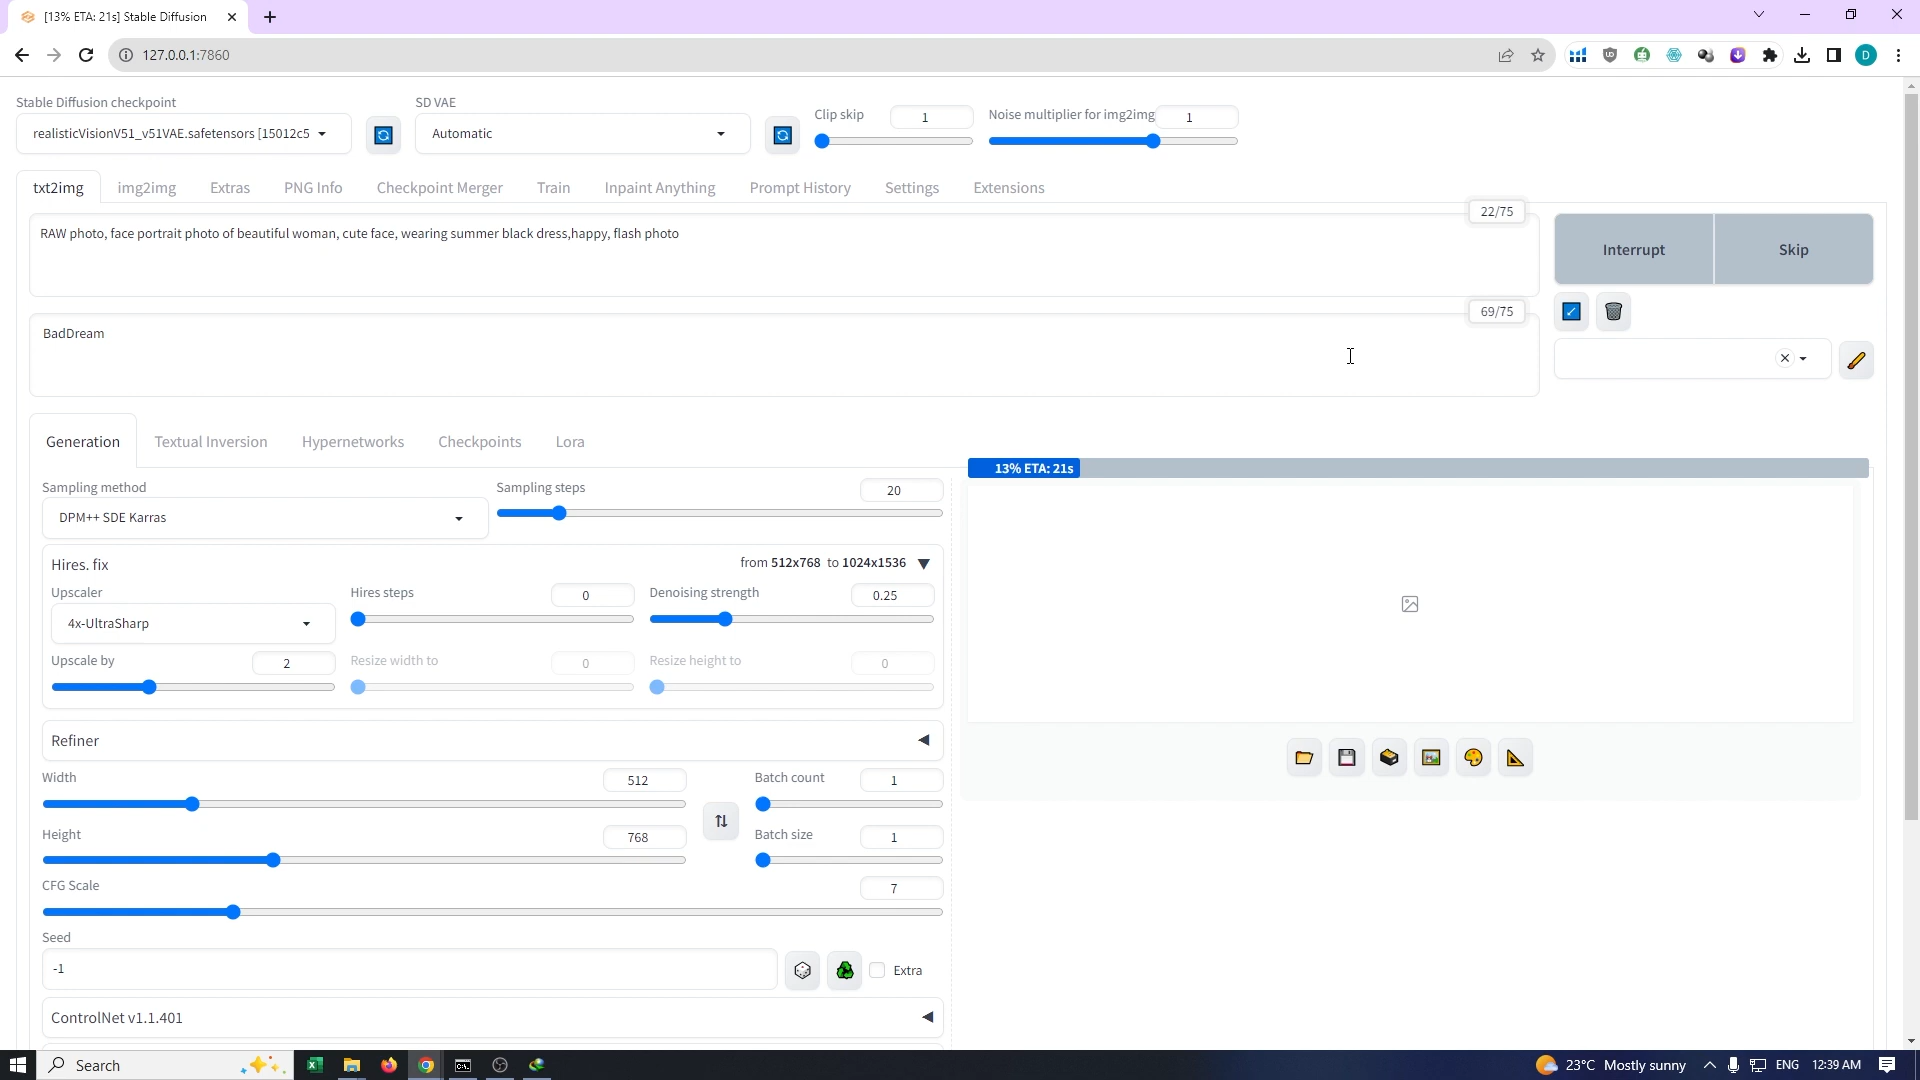 [13% ETA: 21s] Stable Diffusion
127.0.0.1:7860
D
Stable Diffusion checkpoint
realisticVisionV51_v51VAE.safetensors [15012c5
SD VAE
Automatic
Clip skip
1
Noise multiplier for img2img
1
txt2img
img2img
Extras
PNG Info
Checkpoint Merger
Train
Inpaint Anything
Prompt History
Settings
Extensions
22/75
RAW photo, face portrait photo of beautiful woman, cute face, wearing summer black dress,happy, flash photo
Interrupt
Skip
69/75
BadDream
Generation
Textual Inversion
Hypernetworks
Checkpoints
Lora
13% ETA: 21s
Sampling method
DPM++ SDE Karras
Sampling steps
20
Hires. fix
from 512x768 to 1024x1536
Upscaler
4x-UltraSharp
Hires steps
0
Denoising strength
0.25
Upscale by
2
Resize width to
0
Resize height to
0
Refiner
Width
512
Batch count
1
Height
768
Batch size
1
CFG Scale
7
Seed
-1
Extra
ControlNet v1.1.401
Search
23°C Mostly sunny
ENG
12:39 AM